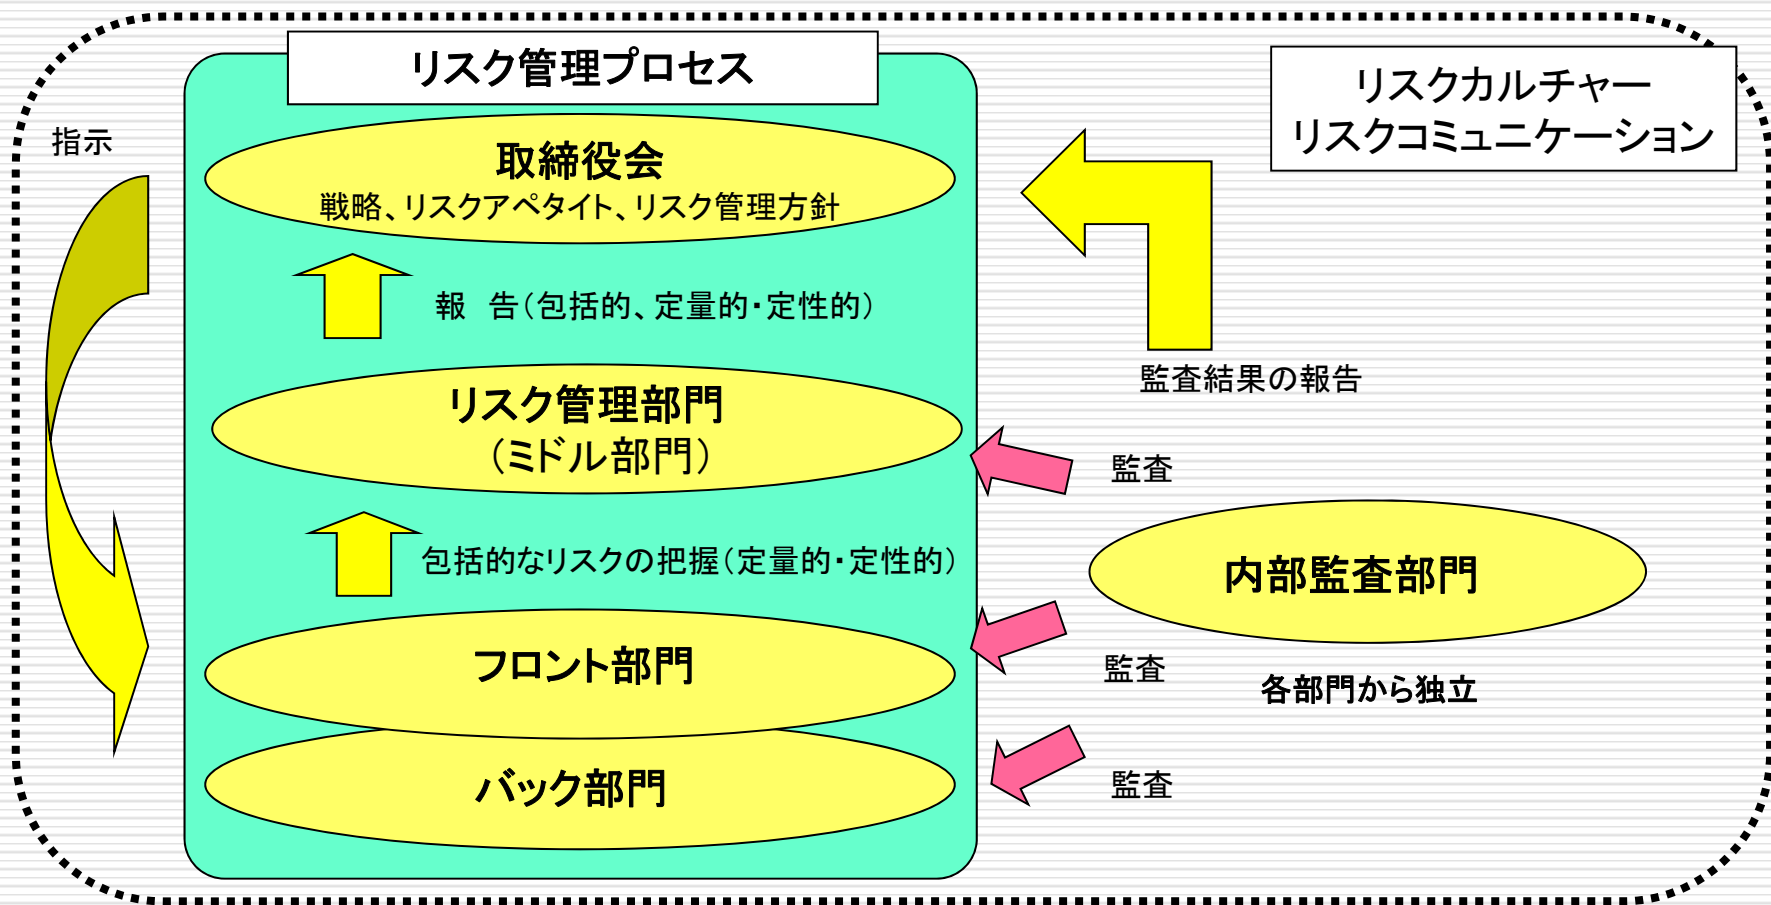 リスク管理プロセス
リスクカルチャー
リスクコミュニケーション
指示
取締役会
戦略、リスクアペタイト、リスク管理方針
報　告（包括的、定量的・定性的）
監査結果の報告
リスク管理部門
（ミドル部門）
監査
包括的なリスクの把握（定量的・定性的）
内部監査部門
フロント部門
監査
各部門から独立
バック部門
監査